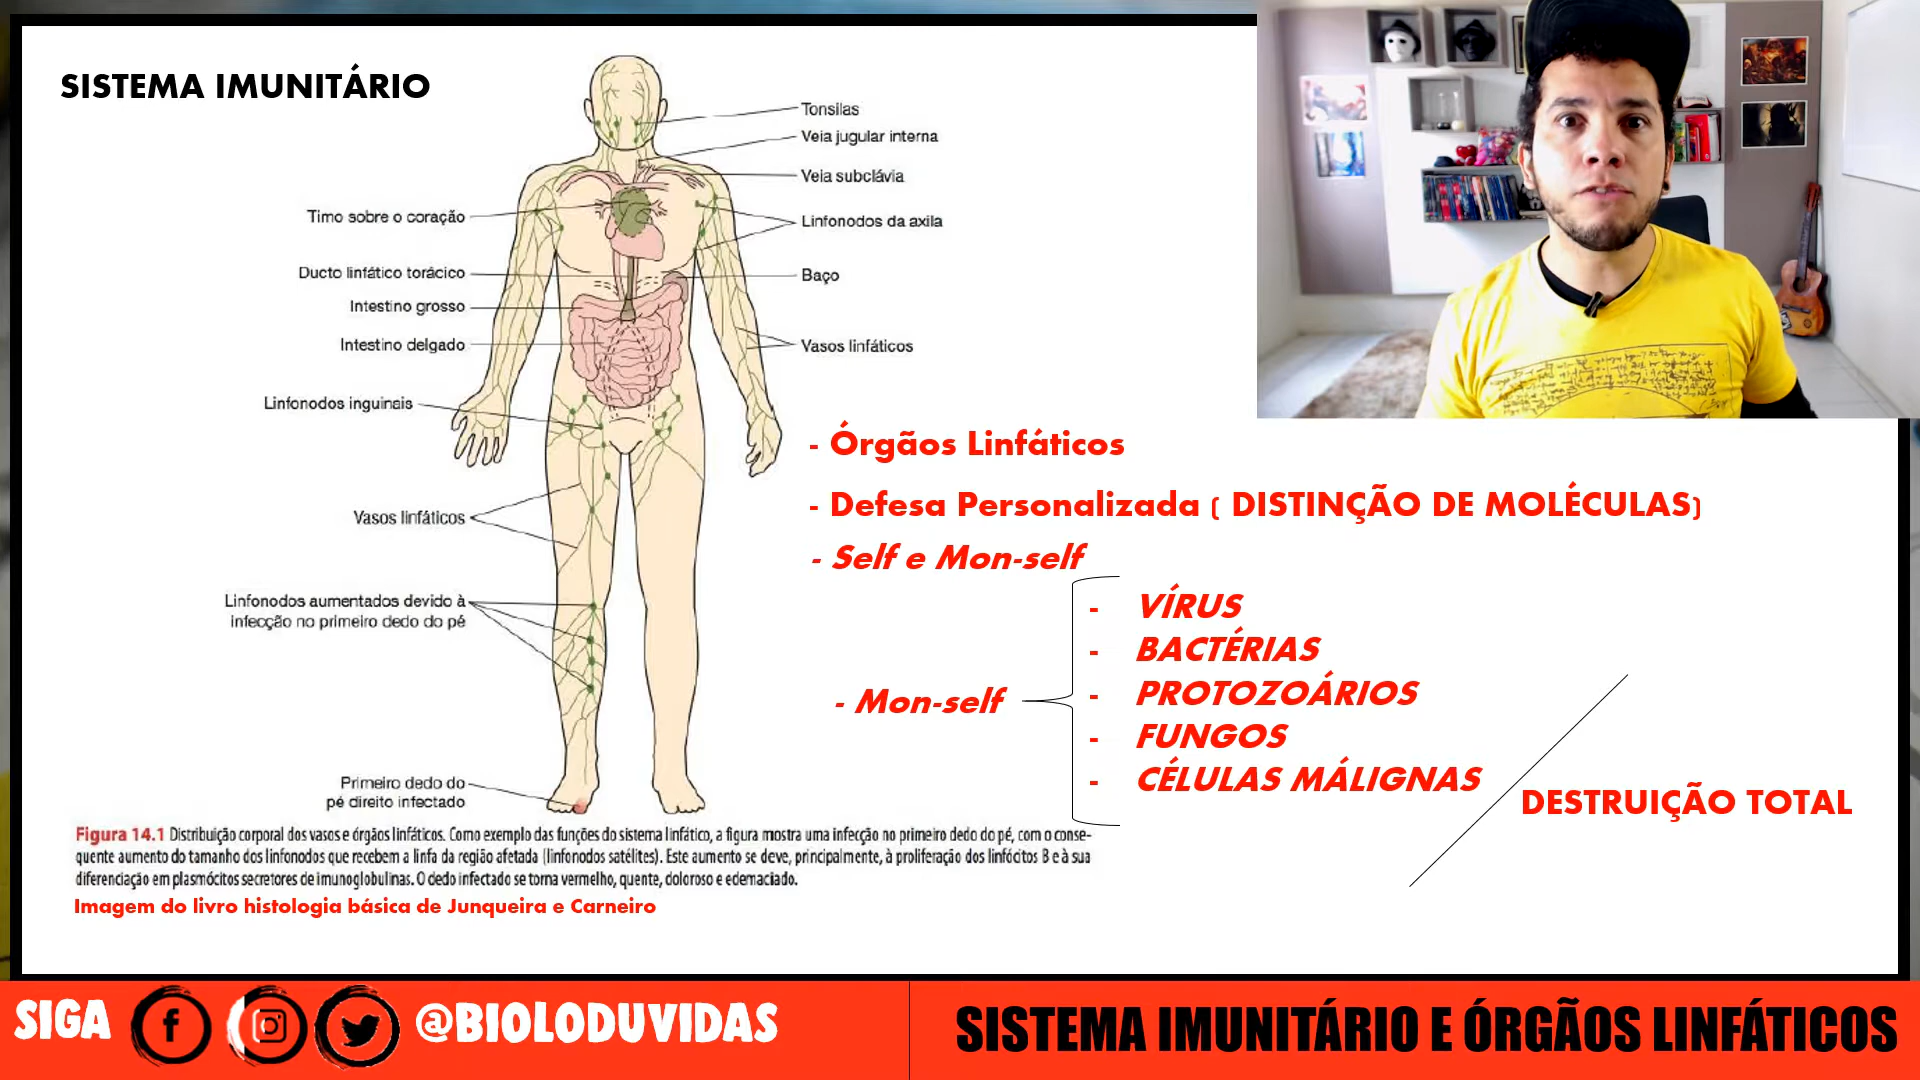 SISTEMA IMUNITÁRIO
Tonsilas
Veia jugular interna
Veia subclávia
Timo sobre o coração
Linfonodos da axila
Ducto linfático torácico
Baço
Intestino grosso
Intestino delgado
Vasos linfáticos
Linfonodos inguinais
- Órgãos Linfáticos
- Defesa Personalizada ( DISTINÇÃO DE MOLÉCULAS)
Vasos linfáticos
- Self e Mon-self
Linfonodos aumentados devido à
infecção no primeiro dedo do pé
- Mon-self
- VÍRUS
- BACTÉRIAS
- PROTOZOÁRIOS
- FUNGOS
- CÉLULAS MÁLIGNAS
DESTRUIÇÃO TOTAL
Primeiro dedo do
pé direito infectado
Figura 14.1 Distribuição corporal dos vasos e órgãos linfáticos. Como exemplo das funções do sistema linfático, a figura mostra uma infecção no primeiro dedo do pé, com o conse-
quente aumento do tamanho dos linfonodos que recebem a linfa da região afetada (linfonodos satélites). Este aumento se deve, principalmente, à proliferação dos linfócitos B e à sua
diferenciação em plasmócitos secretores de imunoglobulinas. O dedo infectado se torna vermelho, quente, doloroso e edemaciado.
Imagem do livro histologia básica de Junqueira e Carneiro
SIGA @BIOLODUVIDAS
SISTEMA IMUNITÁRIO E ÓRGÃOS LINFÁTICOS